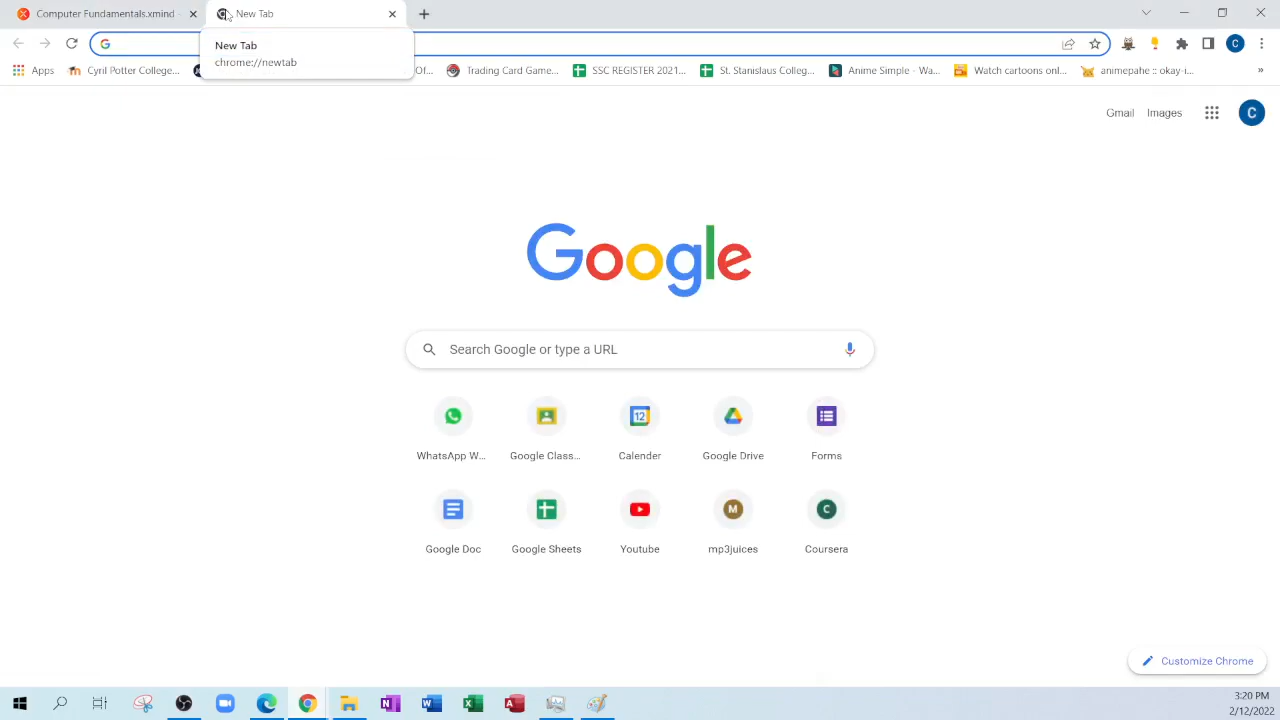 Computer Fundamentals.xmind
New Tab
New Tab
chrome://newtab
Apps
Cyril Potter College...
Of...
Trading Card Game...
SSC REGISTER 2021...
St. Stanislaus Colleg...
Anime Simple - Wa...
Watch cartoons onl...
animepahe :: okay-i...
»
Gmail
Images
C
C
Google
Search Google or type a URL
WhatsApp W...
Google Class...
12
Calender
Google Drive
Forms
Google Doc
Google Sheets
Youtube
M
mp3juices
C
Coursera
Customize Chrome
3:20 PM
2/12/2022